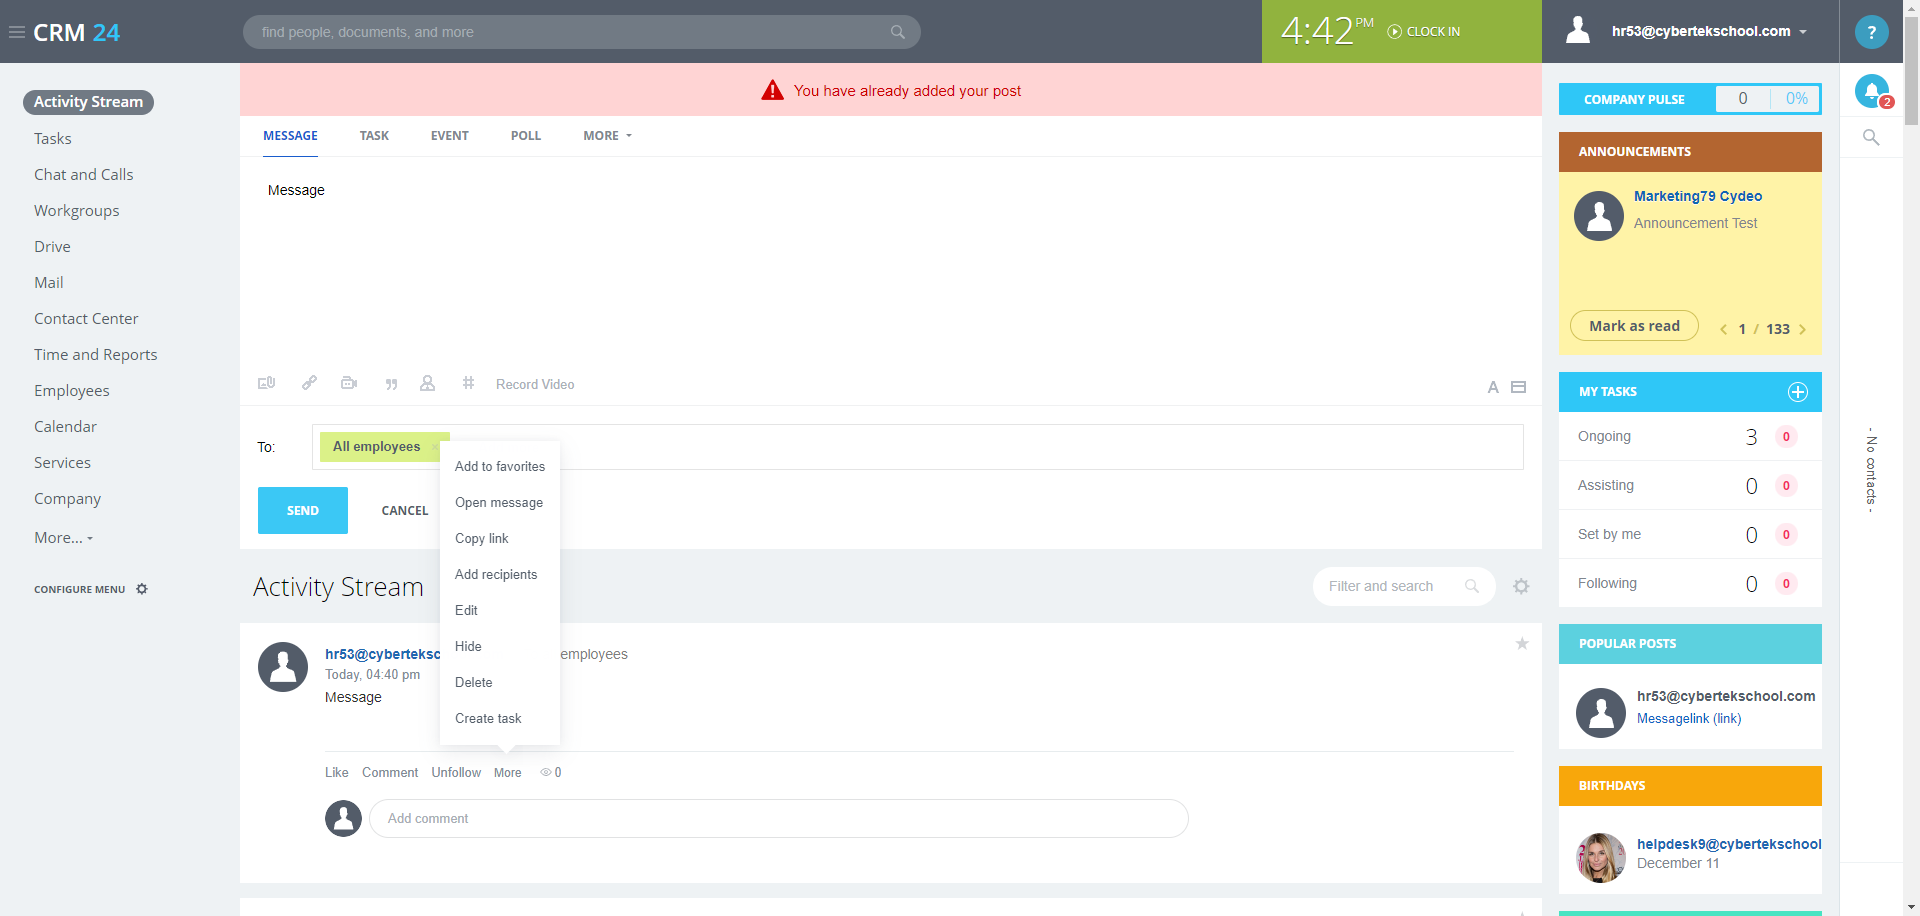 CRM 24
find people, documents, and more
4:42 PM
CLOCK IN
hr53@cybertekschool.com
?
Activity Stream
Tasks
Chat and Calls
Workgroups
Drive
Mail
Contact Center
Time and Reports
Employees
Calendar
Services
Company
More...
CONFIGURE MENU
You have already added your post
MESSAGE TASK EVENT POLL MORE
Message
Record Video
A
To: All employees ×
SEND CANCEL
Add to favorites
Open message
Copy link
Add recipients
Edit
Hide
Delete
Create task
Activity Stream
Filter and search
hr53@cyberteksc employees
Today, 04:40 pm
Message
Like Comment Unfollow More 0
Add comment
COMPANY PULSE 0 0%
ANNOUNCEMENTS
Marketing79 Cydeo
Announcement Test
Mark as read 1 / 133
MY TASKS
Ongoing 3 0
Assisting 0 0
Set by me 0 0
Following 0 0
POPULAR POSTS
hr53@cybertekschool.com
Messagelink (link)
BIRTHDAYS
helpdesk9@cybertekschool
December 11
2
- No contacts -